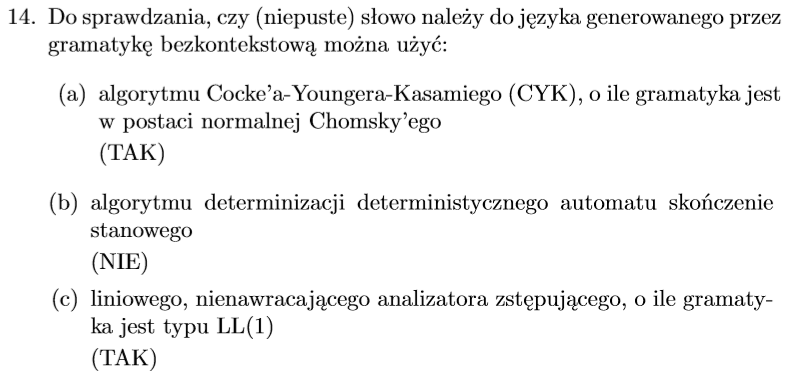 14. Do sprawdzania, czy (niepuste) słowo należy do języka generowanego przez
gramatykę bezkontekstową można użyć:
(a) algorytmu Cocke'a-Youngera-Kasamiego (CYK), o ile gramatyka jest
w postaci normalnej Chomsky'ego
(TAK)
(b) algorytmu determinizacji deterministycznego automatu skończenie
stanowego
(NIE)
(c) liniowego, nienawracającego analizatora zstępującego, o ile gramaty-
ka jest typu LL(1)
(TAK)